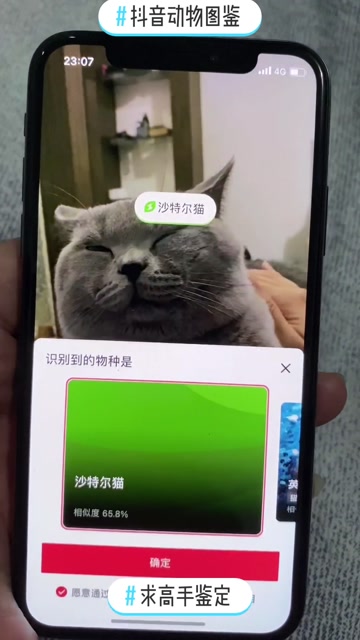 #抖音动物图鉴
23:07
4G
沙特尔猫
识别到的物种是
沙特尔猫
相似度 65.8%
英
确定
愿意通过
#求高手鉴定